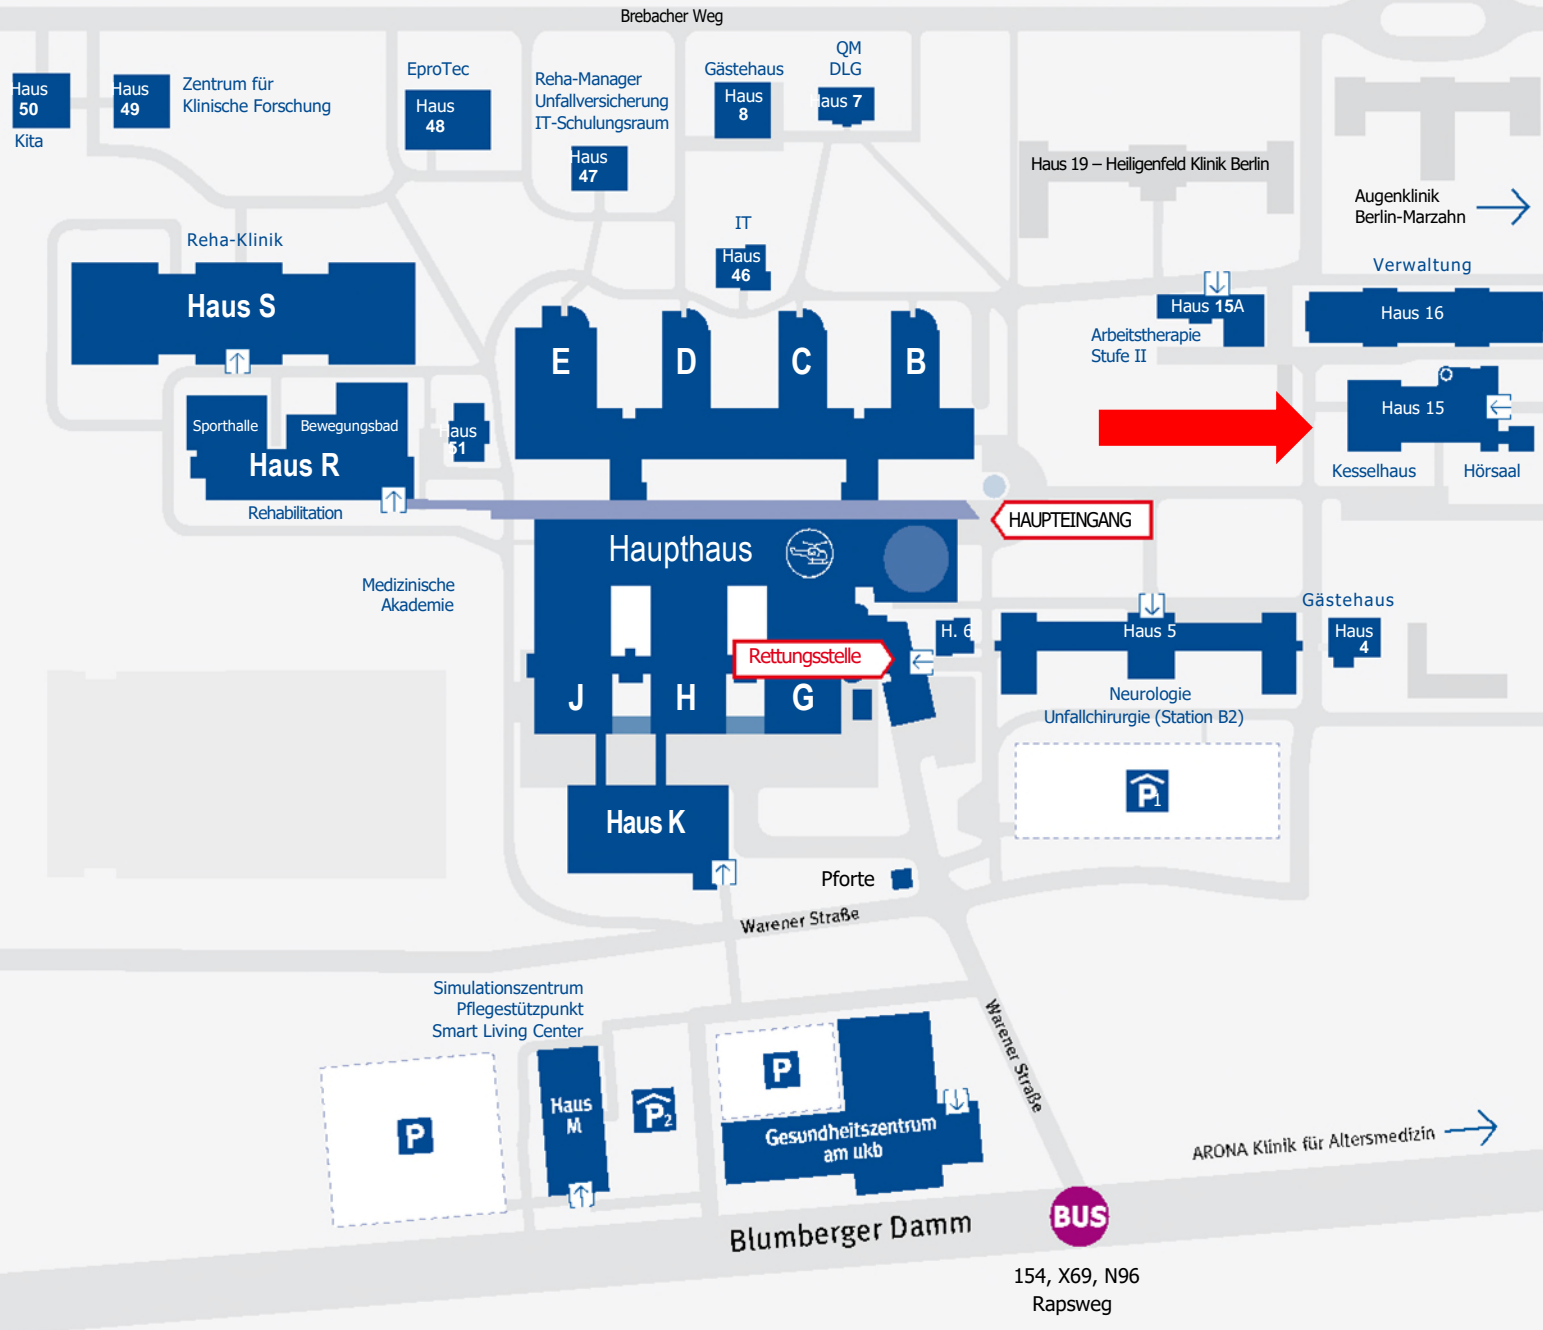 Brebacher Weg
Haus
50
Kita
Haus
49
Zentrum für
Klinische Forschung
EproTec
Haus
48
Reha-Manager
Unfallversicherung
IT-Schulungsraum
Haus
47
Gästehaus
Haus
8
QM
DLG
Haus 7
Haus 19 – Heiligenfeld Klinik Berlin
Augenklinik
Berlin-Marzahn
IT
Haus
46
Reha-Klinik
Haus S
Verwaltung
Haus 16
Haus 15A
Arbeitstherapie
Stufe II
E
D
C
B
Sporthalle
Bewegungsbad
Haus R
Rehabilitation
Haus
51
Haus 15
Kesselhaus
Hörsaal
HAUPTEINGANG
Haupthaus
Medizinische
Akademie
Rettungsstelle
H. 6
Haus 5
Neurologie
Unfallchirurgie (Station B2)
Gästehaus
Haus
4
J
H
G
P1
Haus K
Pforte
Warener Straße
Simulationszentrum
Pflegestützpunkt
Smart Living Center
Warener Straße
P
Haus
M
P2
P
Gesundheitszentrum
am ukb
ARONA Klinik für Altersmedizin
Blumberger Damm
BUS
154, X69, N96
Rapsweg